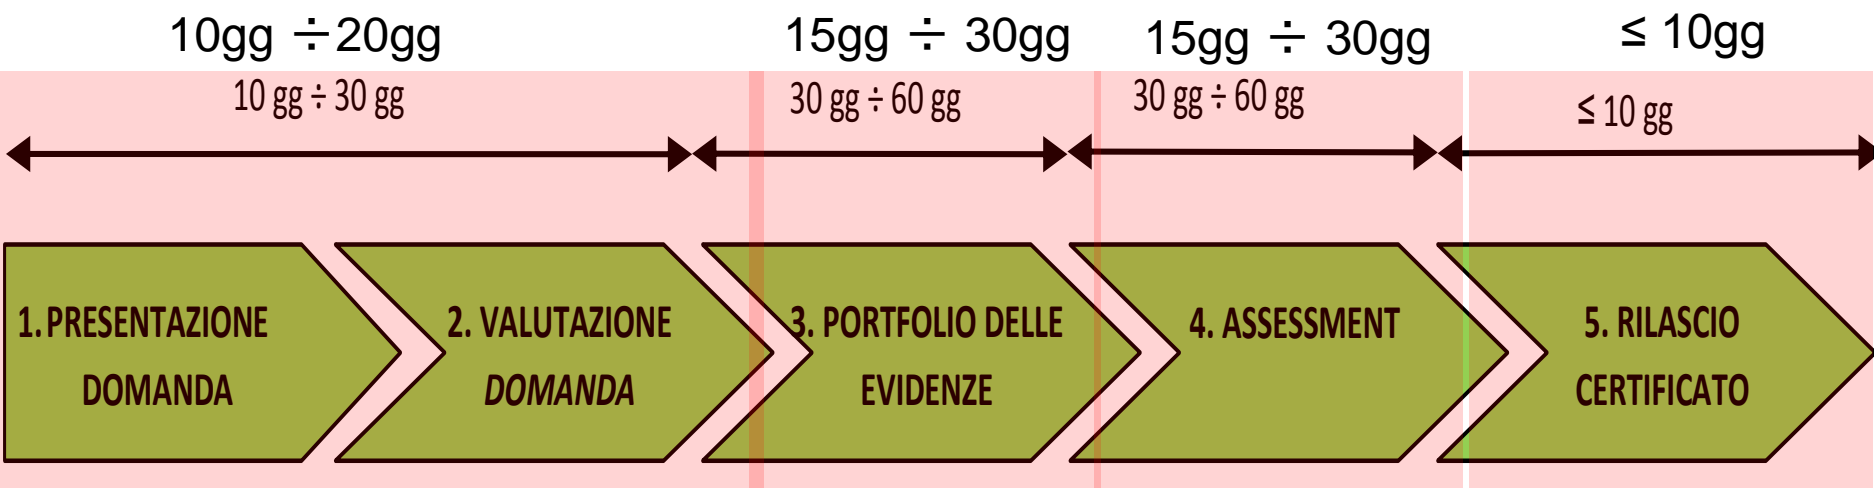 10gg ÷20gg 15gg ÷ 30gg 15gg ÷ 30gg ≤ 10gg
10 gg ÷ 30 gg 30 gg ÷ 60 gg 30 gg ÷ 60 gg ≤ 10 gg
1. PRESENTAZIONE
DOMANDA
2. VALUTAZIONE
DOMANDA
3. PORTFOLIO DELLE
EVIDENZE
4. ASSESSMENT
5. RILASCIO
CERTIFICATO